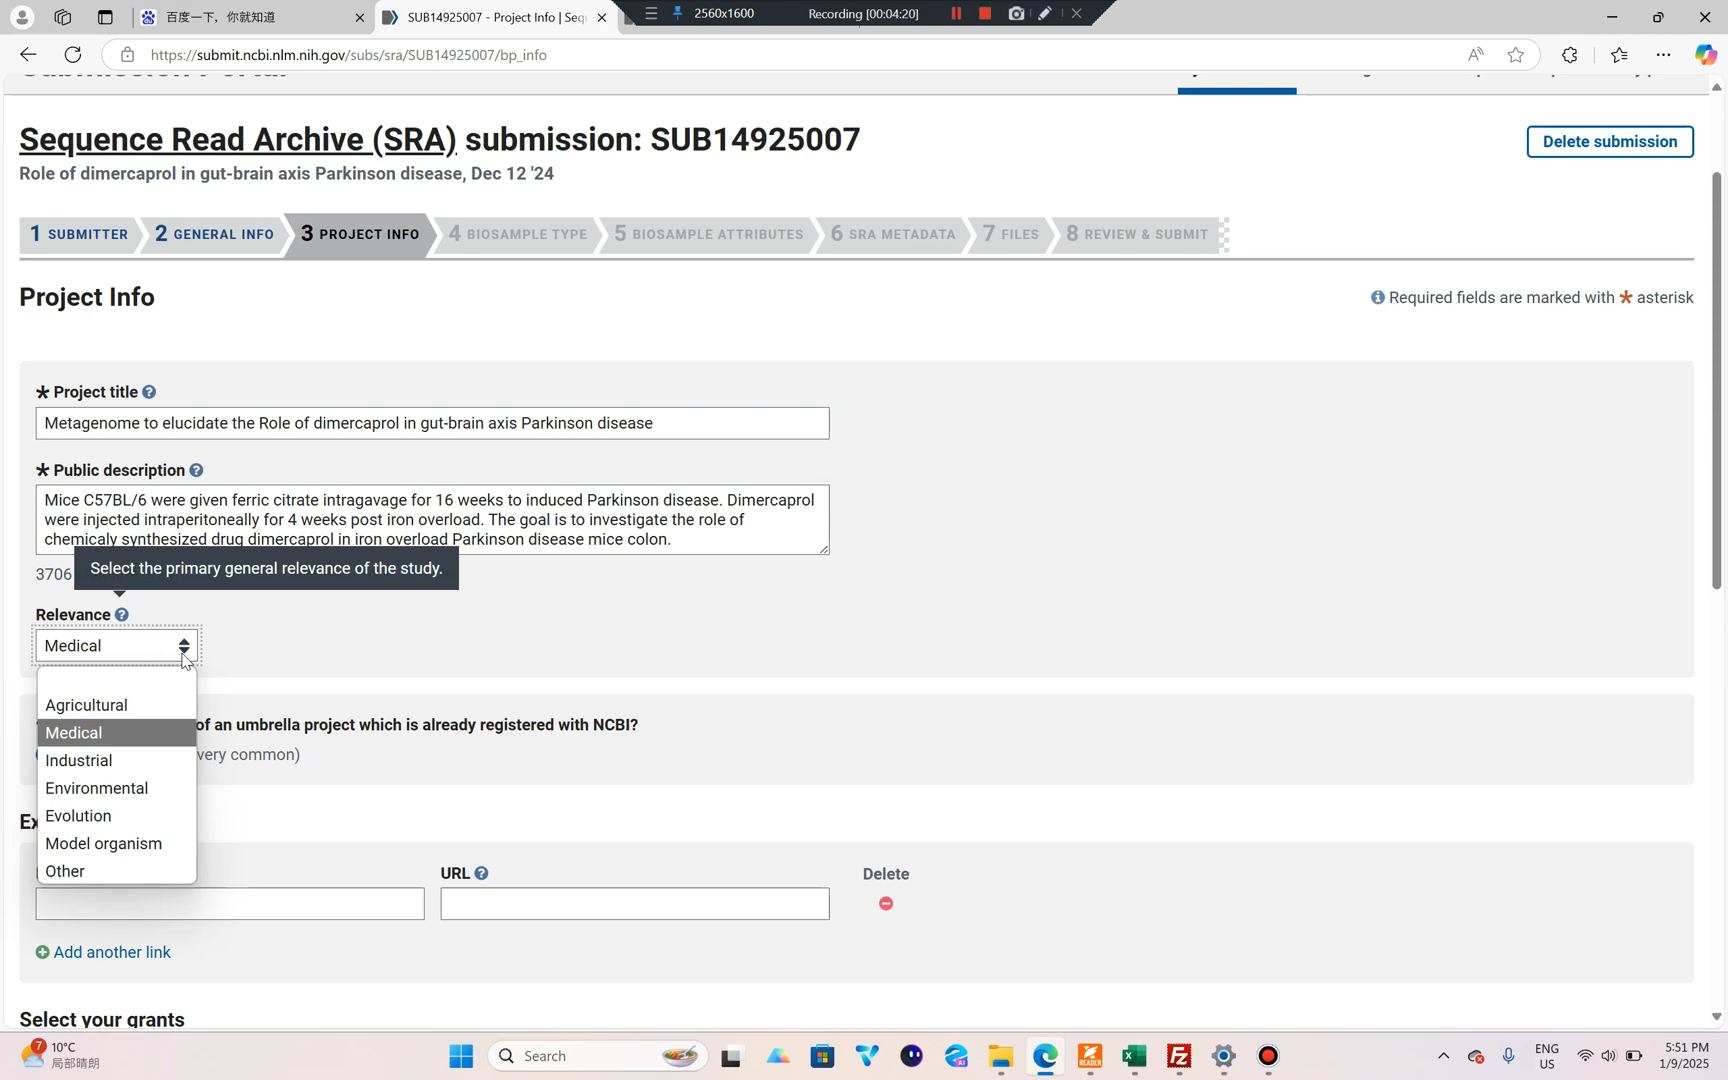 百度一下，你就知道
SUB14925007 - Project Info | Seq
2560x1600
Recording [00:04:20]
https://submit.ncbi.nlm.nih.gov/subs/sra/SUB14925007/bp_info
Sequence Read Archive (SRA) submission: SUB14925007
Delete submission
Role of dimercaprol in gut-brain axis Parkinson disease, Dec 12 '24
1 SUBMITTER
2 GENERAL INFO
3 PROJECT INFO
4 BIOSAMPLE TYPE
5 BIOSAMPLE ATTRIBUTES
6 SRA METADATA
7 FILES
8 REVIEW & SUBMIT
Project Info
Required fields are marked with * asterisk
* Project title
Metagenome to elucidate the Role of dimercaprol in gut-brain axis Parkinson disease
* Public description
Mice C57BL/6 were given ferric citrate intragavage for 16 weeks to induced Parkinson disease. Dimercaprol
were injected intraperitoneally for 4 weeks post iron overload. The goal is to investigate the role of
chemicaly synthesized drug dimercaprol in iron overload Parkinson disease mice colon.
3706
Select the primary general relevance of the study.
Relevance
Medical
Agricultural
Medical
Industrial
Environmental
Evolution
Model organism
Other
of an umbrella project which is already registered with NCBI?
very common)
Ex
URL
Delete
Add another link
Select your grants
7
10°C
局部晴朗
Search
READER
ENG
US
5:51 PM
1/9/2025